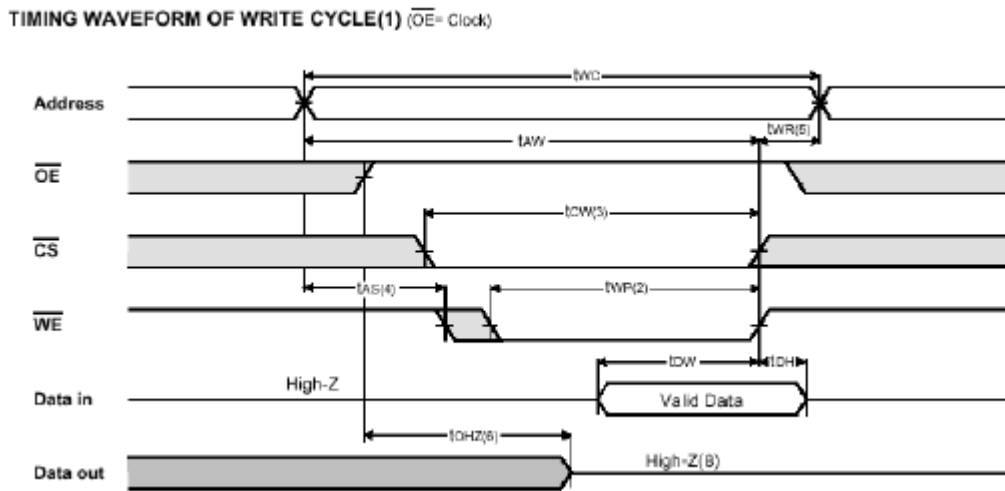 TIMING WAVEFORM OF WRITE CYCLE(1) (OE= Clock)
tWC
Address
tWR(5)
tAW
OE
tCW(3)
CS
tAS(4)
tWP(2)
WE
tDW
tDH
High-Z
Data in
Valid Data
tOHZ(6)
High-Z(8)
Data out